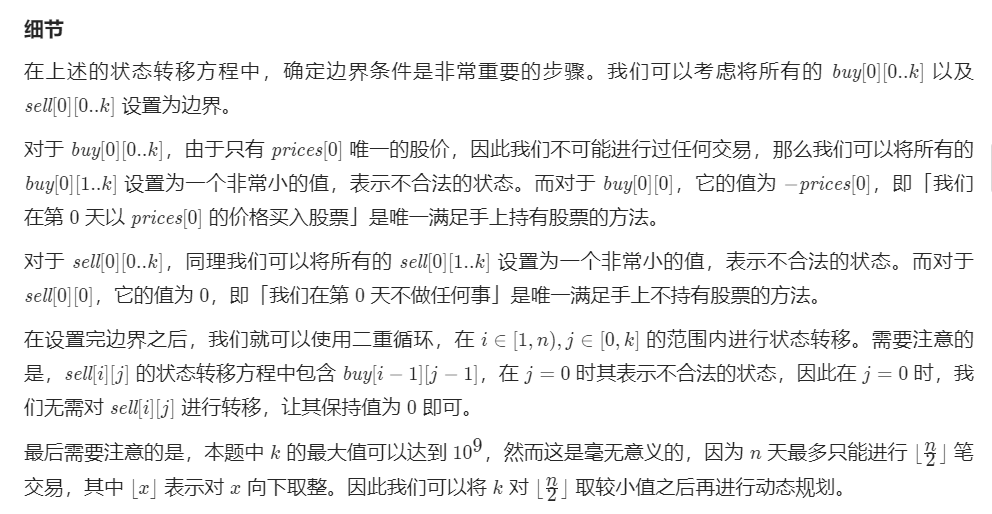 细节
在上述的状态转移方程中，确定边界条件是非常重要的步骤。我们可以考虑将所有的 buy[0][0..k] 以及
sell[0][0..k] 设置为边界。
对于 buy[0][0..k]，由于只有 prices[0] 唯一的股价，因此我们不可能进行过任何交易，那么我们可以将所有的
buy[0][1..k] 设置为一个非常小的值，表示不合法的状态。而对于 buy[0][0]，它的值为 −prices[0]，即「我们
在第 0 天以 prices[0] 的价格买入股票」是唯一满足手上持有股票的方法。
对于 sell[0][0..k]，同理我们可以将所有的 sell[0][1..k] 设置为一个非常小的值，表示不合法的状态。而对于
sell[0][0]，它的值为 0，即「我们在第 0 天不做任何事」是唯一满足手上不持有股票的方法。
在设置完边界之后，我们就可以使用二重循环，在 i ∈ [1, n), j ∈ [0, k] 的范围内进行状态转移。需要注意的
是，sell[i][j] 的状态转移方程中包含 buy[i − 1][j − 1]，在 j = 0 时其表示不合法的状态，因此在 j = 0 时，我
们无需对 sell[i][j] 进行转移，让其保持值为 0 即可。
最后需要注意的是，本题中 k 的最大值可以达到 10^9，然而这是毫无意义的，因为 n 天最多只能进行 ⌊n/2⌋ 笔
交易，其中 ⌊x⌋ 表示对 x 向下取整。因此我们可以将 k 对 ⌊n/2⌋ 取较小值之后再进行动态规划。